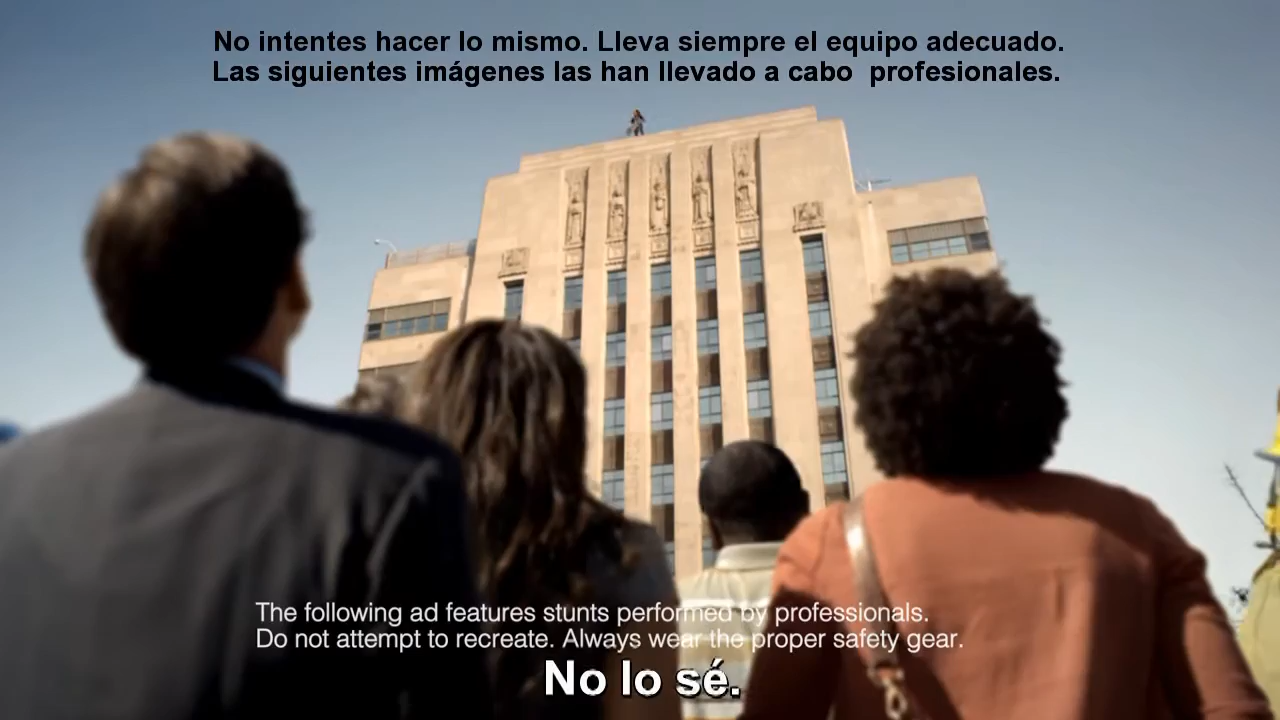 No intentes hacer lo mismo. Lleva siempre el equipo adecuado.
Las siguientes imágenes las han llevado a cabo profesionales.
The following ad features stunts performed by professionals.
Do not attempt to recreate. Always wear the proper safety gear.
No lo sé.